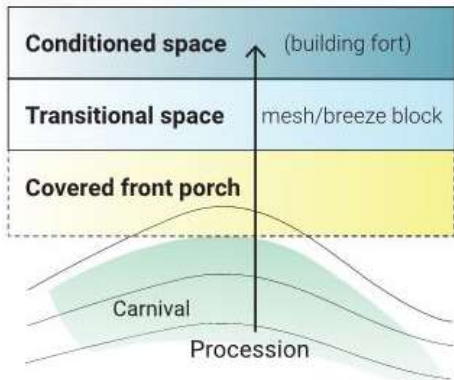 Conditioned space (building fort)
Transitional space mesh/breeze block
Covered front porch
Carnival
Procession